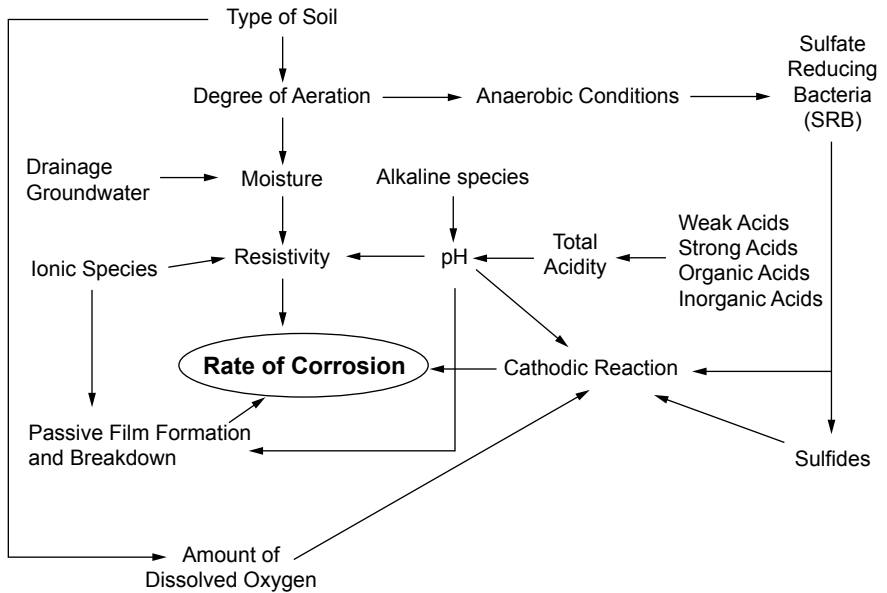 Type of Soil
Degree of Aeration
Anaerobic Conditions
Sulfate
Reducing
Bacteria
(SRB)
Drainage
Groundwater
Moisture
Alkaline species
Ionic Species
Resistivity
pH
Total
Acidity
Weak Acids
Strong Acids
Organic Acids
Inorganic Acids
Rate of Corrosion
Cathodic Reaction
Passive Film Formation
and Breakdown
Sulfides
Amount of
Dissolved Oxygen